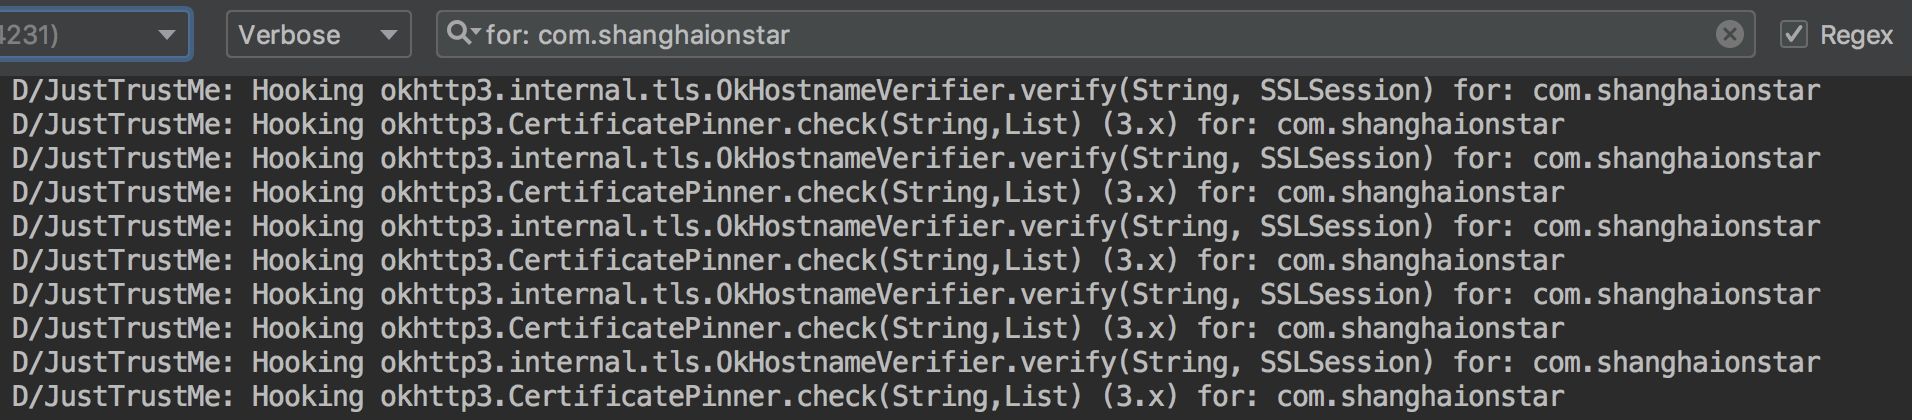 4231)
Verbose
for: com.shanghaionstar
Regex
D/JustTrustMe: Hooking okhttp3.internal.tls.OkHostnameVerifier.verify(String, SSLSession) for: com.shanghaionstar
D/JustTrustMe: Hooking okhttp3.CertificatePinner.check(String,List) (3.x) for: com.shanghaionstar
D/JustTrustMe: Hooking okhttp3.internal.tls.OkHostnameVerifier.verify(String, SSLSession) for: com.shanghaionstar
D/JustTrustMe: Hooking okhttp3.CertificatePinner.check(String,List) (3.x) for: com.shanghaionstar
D/JustTrustMe: Hooking okhttp3.internal.tls.OkHostnameVerifier.verify(String, SSLSession) for: com.shanghaionstar
D/JustTrustMe: Hooking okhttp3.CertificatePinner.check(String,List) (3.x) for: com.shanghaionstar
D/JustTrustMe: Hooking okhttp3.internal.tls.OkHostnameVerifier.verify(String, SSLSession) for: com.shanghaionstar
D/JustTrustMe: Hooking okhttp3.CertificatePinner.check(String,List) (3.x) for: com.shanghaionstar
D/JustTrustMe: Hooking okhttp3.internal.tls.OkHostnameVerifier.verify(String, SSLSession) for: com.shanghaionstar
D/JustTrustMe: Hooking okhttp3.CertificatePinner.check(String,List) (3.x) for: com.shanghaionstar